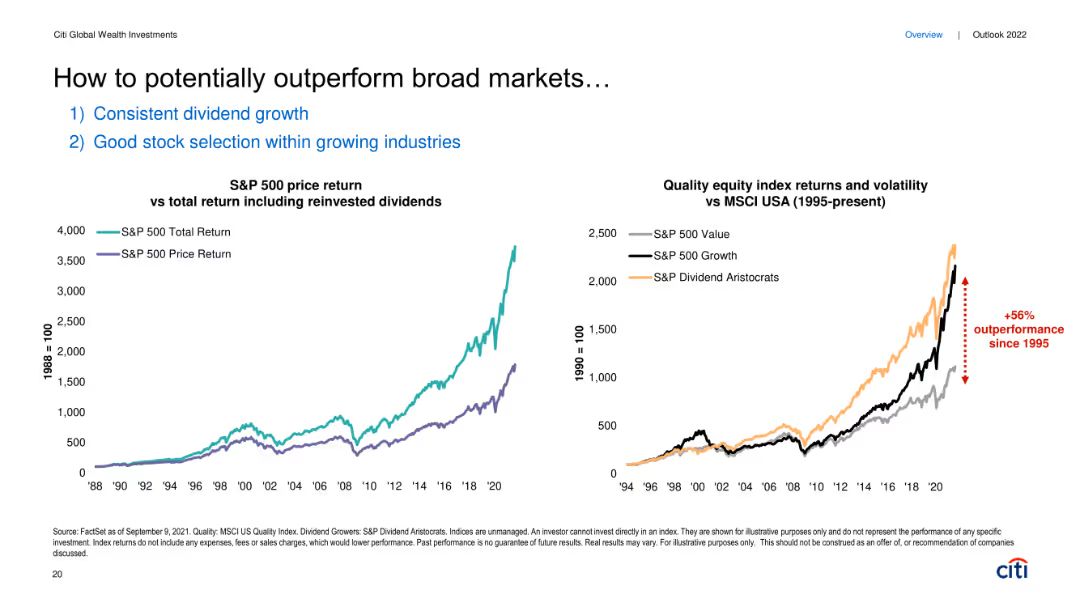 Citi Global Wealth Investments
Overview | Outlook 2022
How to potentially outperform broad markets…
1) Consistent dividend growth
2) Good stock selection within growing industries
S&P 500 price return
vs total return including reinvested dividends
4,000
3,500
3,000
2,500
2,000
1,500
1,000
500
0
1988 = 100
S&P 500 Total Return
S&P 500 Price Return
'88 '90 '92 '94 '96 '98 '00 '02 '04 '06 '08 '10 '12 '14 '16 '18 '20
Quality equity index returns and volatility
vs MSCI USA (1995-present)
2,500
2,000
1,500
1,000
500
0
1990 = 100
S&P 500 Value
S&P 500 Growth
S&P Dividend Aristocrats
+56%
outperformance
since 1995
'94 '96 '98 '00 '02 '04 '06 '08 '10 '12 '14 '16 '18 '20
Source: FactSet as of September 9, 2021. Quality: MSCI US Quality Index. Dividend Growers: S&P Dividend Aristocrats. Indices are unmanaged. An investor cannot invest directly in an index. They are shown for illustrative purposes only and do not represent the performance of any specific
investment. Index returns do not include any expenses, fees or sales charges, which would lower performance. Past performance is no guarantee of future results. Real results may vary. For illustrative purposes only. This should not be construed as an offer of, or recommendation of companies
discussed.
20
citi